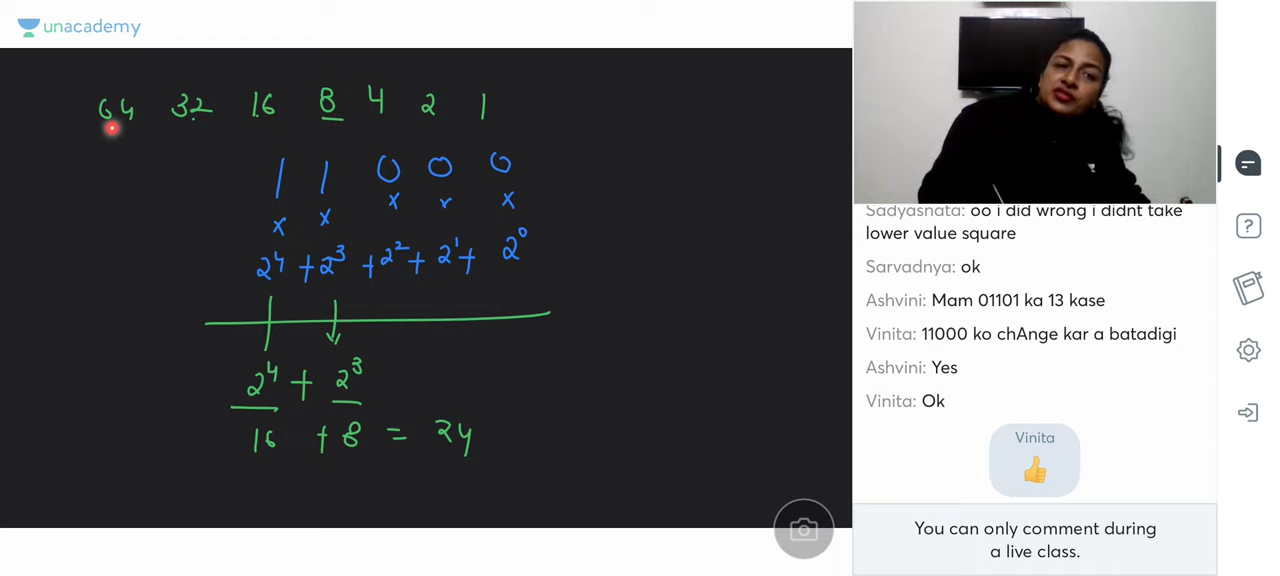 unacademy
64 32 16 8 4 2 1
1 1 0 0 0
x x x x x
2⁴ + 2³ + 2² + 2¹ + 2⁰
2⁴ + 2³
16 + 8 = 24
Sadyasnata: oo i did wrong i didnt take
lower value square
Sarvadnya: ok
Ashvini: Mam 01101 ka 13 kase
Vinita: 11000 ko chAnge kar a batadigi
Ashvini: Yes
Vinita: Ok
Vinita
👍
You can only comment during
a live class.